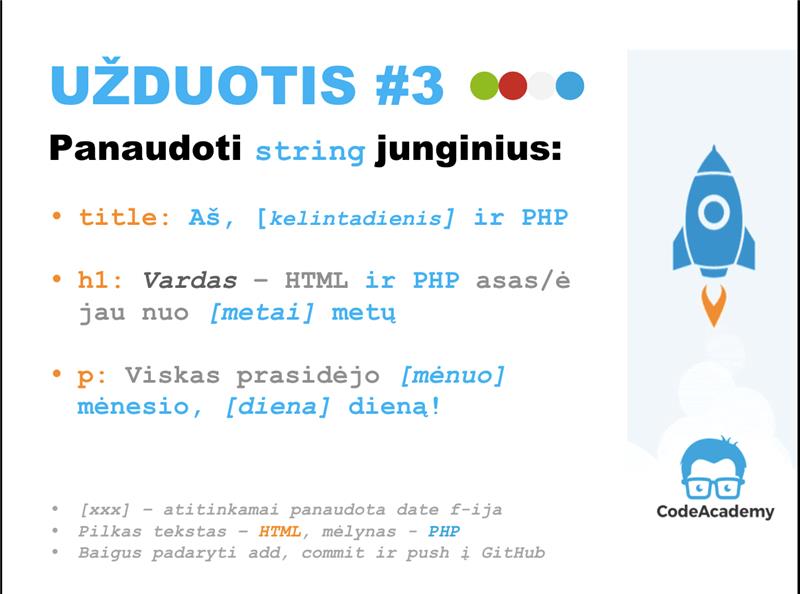 UŽDUOTIS #3
Panaudoti string junginius:
• title: Aš, [kelintadienis] ir PHP
• h1: Vardas – HTML ir PHP asas/ė
jau nuo [metai] metų
• p: Viskas prasidėjo [mėnuo]
mėnesio, [diena] dieną!
• [xxx] – atitinkamai panaudota date f-ija
• Pilkas tekstas – HTML, mėlynas - PHP
• Baigus padaryti add, commit ir push į GitHub
CodeAcademy